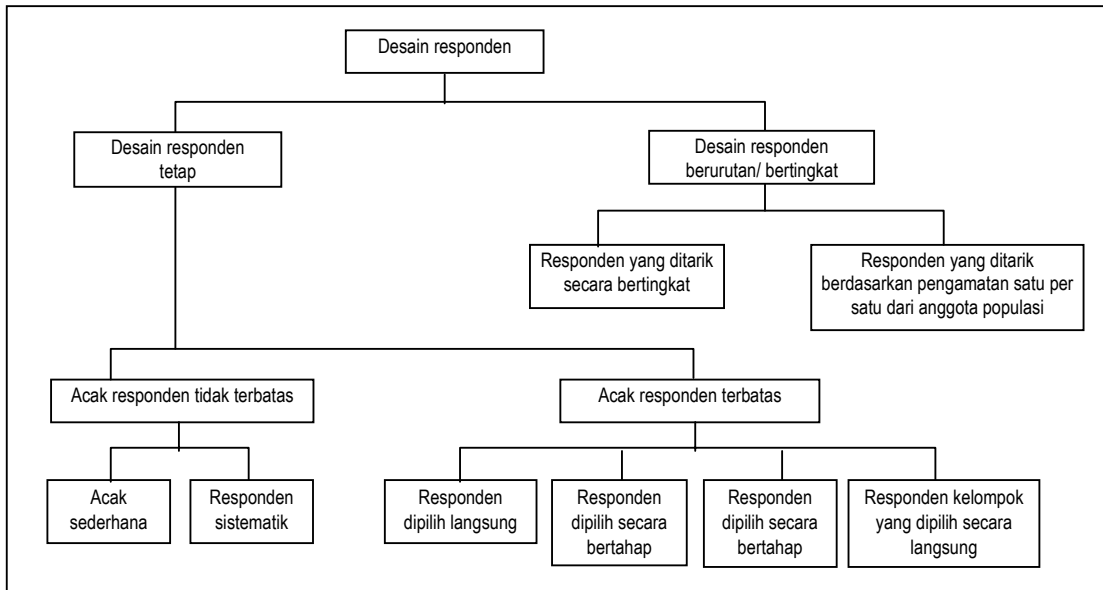 Desain responden
Desain responden
tetap
Desain responden
berurutan/ bertingkat
Responden yang ditarik
secara bertingkat
Responden yang ditarik
berdasarkan pengamatan satu per
satu dari anggota populasi
Acak responden tidak terbatas
Acak responden terbatas
Acak
sederhana
Responden
sistematik
Responden
dipilih langsung
Responden
dipilih secara
bertahap
Responden
dipilih secara
bertahap
Responden kelompok
yang dipilih secara
langsung